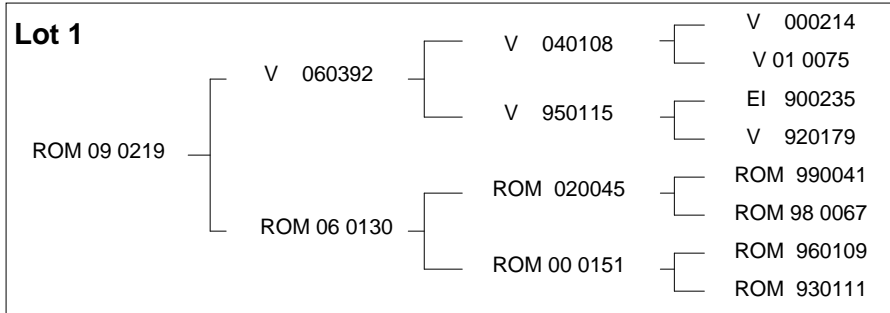 Lot 1
V 000214
V 040108
V 01 0075
V 060392
EI 900235
V 950115
V 920179
ROM 09 0219
ROM 990041
ROM 020045
ROM 98 0067
ROM 06 0130
ROM 960109
ROM 00 0151
ROM 930111